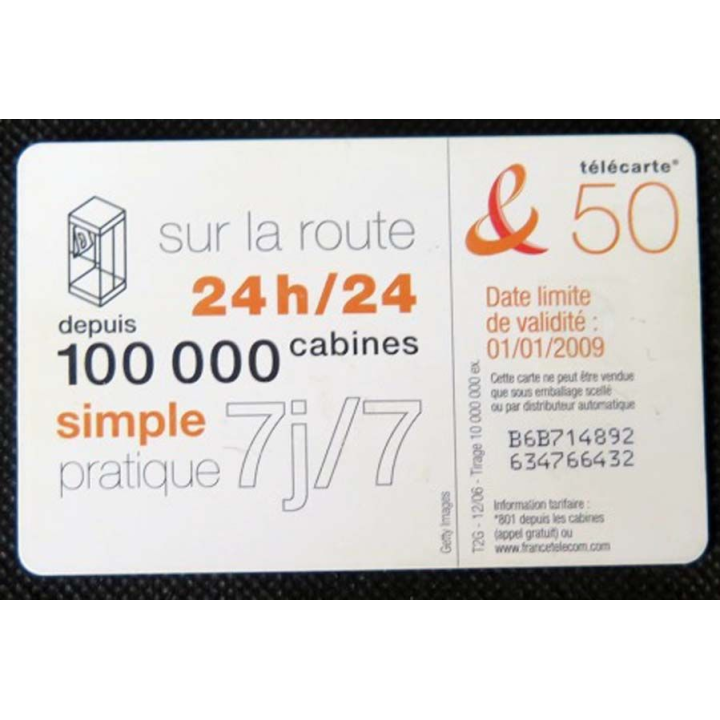 sur la route
24h/24
depuis
100 000 cabines
simple
pratique 7j/7
Getty Images
T2G - 12/06 - Tirage 10 000 000 ex.
télécarte®
& 50
Date limite
de validité :
01/01/2009
Cette carte ne peut être vendue
que sous emballage scellé
ou par distributeur automatique
B6B714892
634766432
Information tarifaire :
*801 depuis les cabines
(appel gratuit) ou
www.francetelecom.com